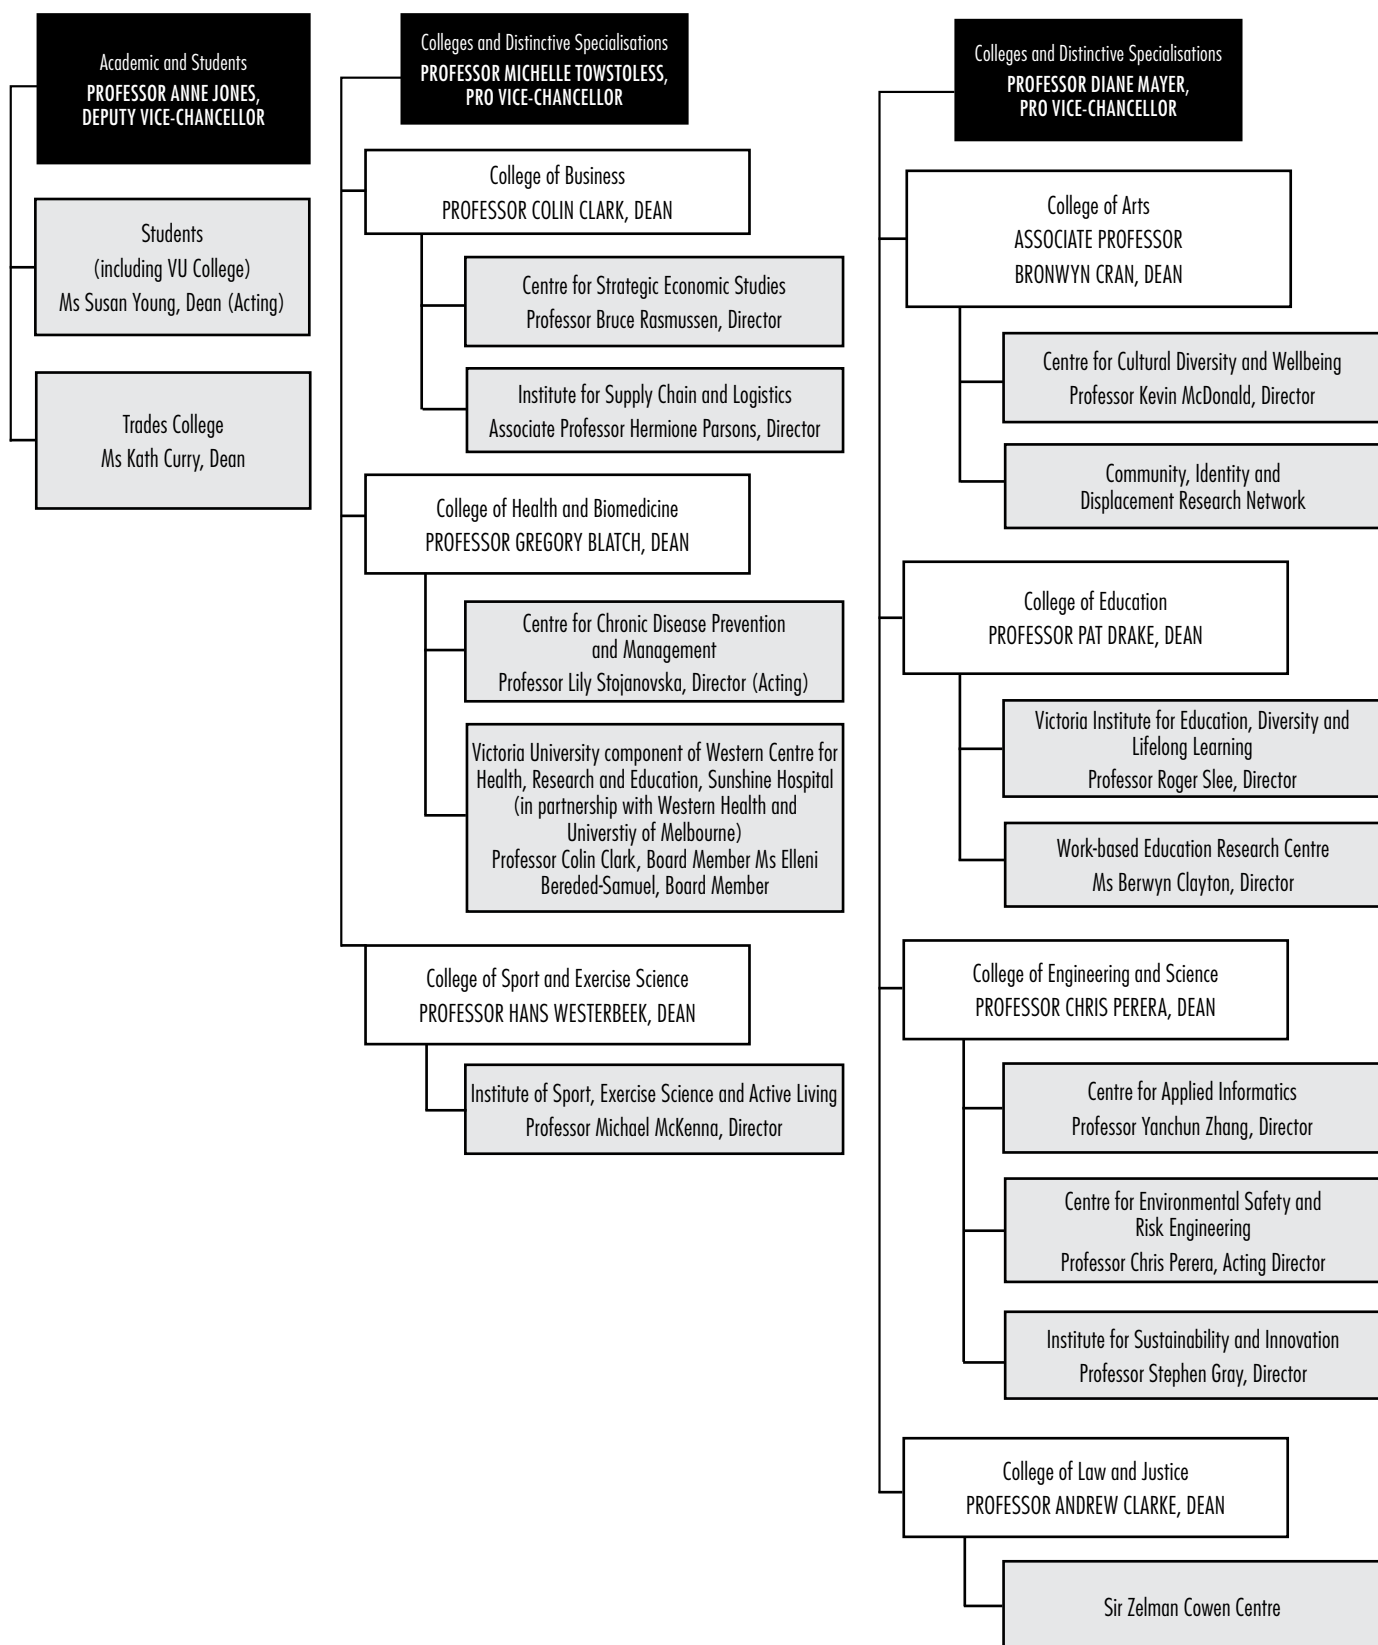 Academic and Students
PROFESSOR ANNE JONES,
DEPUTY VICE-CHANCELLOR
Students
(including VU College)
Ms Susan Young, Dean (Acting)
Trades College
Ms Kath Curry, Dean
Colleges and Distinctive Specialisations
PROFESSOR MICHELLE TOWSTOLESS,
PRO VICE-CHANCELLOR
College of Business
PROFESSOR COLIN CLARK, DEAN
Centre for Strategic Economic Studies
Professor Bruce Rasmussen, Director
Institute for Supply Chain and Logistics
Associate Professor Hermione Parsons, Director
College of Health and Biomedicine
PROFESSOR GREGORY BLATCH, DEAN
Centre for Chronic Disease Prevention
and Management
Professor Lily Stojanovska, Director (Acting)
Victoria University component of Western Centre for
Health, Research and Education, Sunshine Hospital
(in partnership with Western Health and
Universtiy of Melbourne)
Professor Colin Clark, Board Member Ms Elleni
Bereded-Samuel, Board Member
College of Sport and Exercise Science
PROFESSOR HANS WESTERBEEK, DEAN
Institute of Sport, Exercise Science and Active Living
Professor Michael McKenna, Director
Colleges and Distinctive Specialisations
PROFESSOR DIANE MAYER,
PRO VICE-CHANCELLOR
College of Arts
ASSOCIATE PROFESSOR
BRONWYN CRAN, DEAN
Centre for Cultural Diversity and Wellbeing
Professor Kevin McDonald, Director
Community, Identity and
Displacement Research Network
College of Education
PROFESSOR PAT DRAKE, DEAN
Victoria Institute for Education, Diversity and
Lifelong Learning
Professor Roger Slee, Director
Work-based Education Research Centre
Ms Berwyn Clayton, Director
College of Engineering and Science
PROFESSOR CHRIS PERERA, DEAN
Centre for Applied Informatics
Professor Yanchun Zhang, Director
Centre for Environmental Safety and
Risk Engineering
Professor Chris Perera, Acting Director
Institute for Sustainability and Innovation
Professor Stephen Gray, Director
College of Law and Justice
PROFESSOR ANDREW CLARKE, DEAN
Sir Zelman Cowen Centre